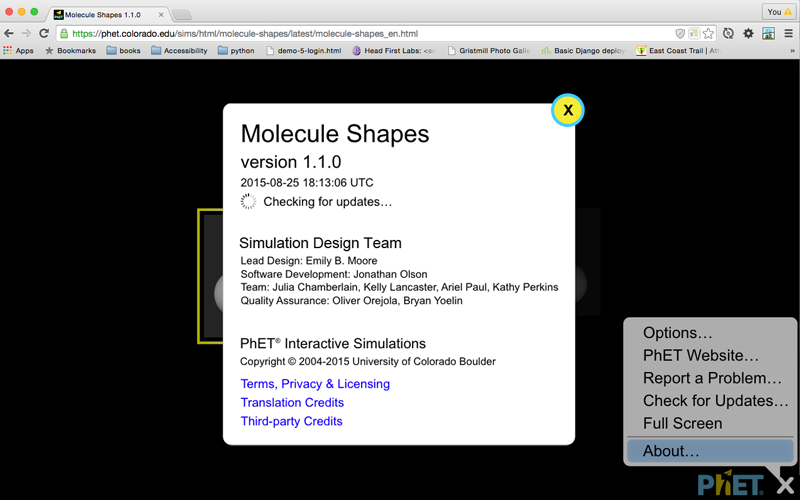 Molecule Shapes 1.1.0
You
https://phet.colorado.edu/sims/html/molecule-shapes/latest/molecule-shapes_en.html
Apps
Bookmarks
books
Accessibility
python
demo-5-login.html
Head First Labs: <
Gristmill Photo Gall
Basic Django deploy
East Coast Trail | At
X
Molecule Shapes
version 1.1.0
2015-08-25 18:13:06 UTC
Checking for updates…
Simulation Design Team
Lead Design: Emily B. Moore
Software Development: Jonathan Olson
Team: Julia Chamberlain, Kelly Lancaster, Ariel Paul, Kathy Perkins
Quality Assurance: Oliver Orejola, Bryan Yoelin
PhET® Interactive Simulations
Copyright © 2004-2015 University of Colorado Boulder
Terms, Privacy & Licensing
Translation Credits
Third-party Credits
Options…
PhET Website…
Report a Problem…
Check for Updates…
Full Screen
About…
PhET